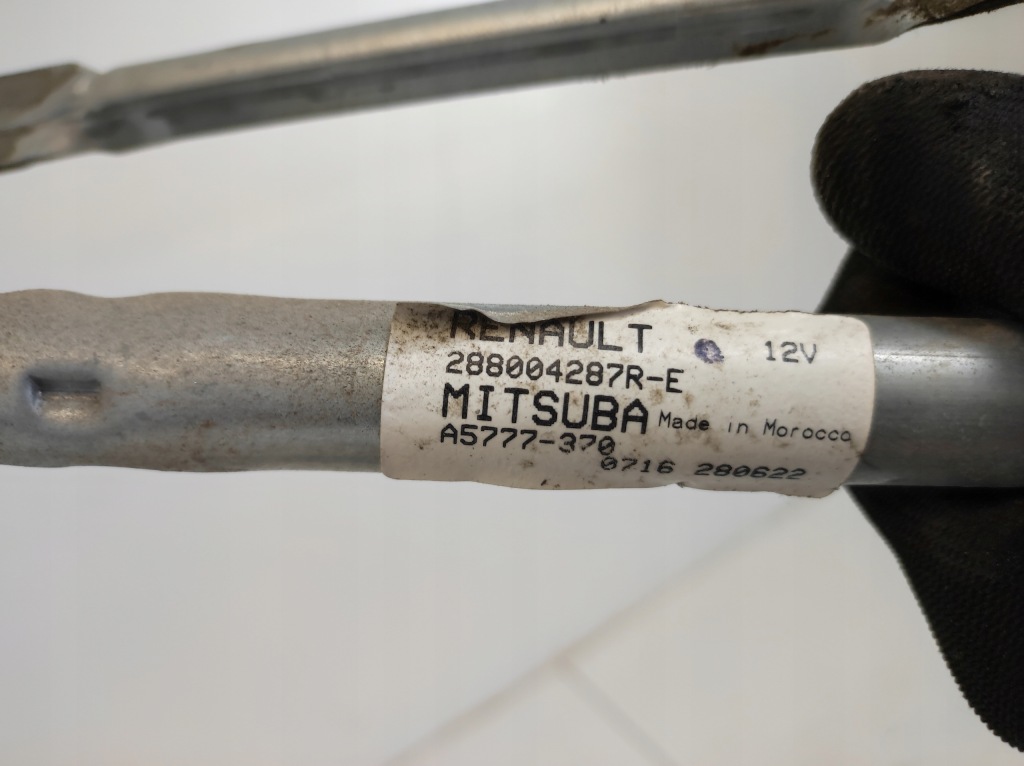 RENAULT 12V
288004287R-E
MITSUBA Made in Morocco
A5777-370
0716 280622